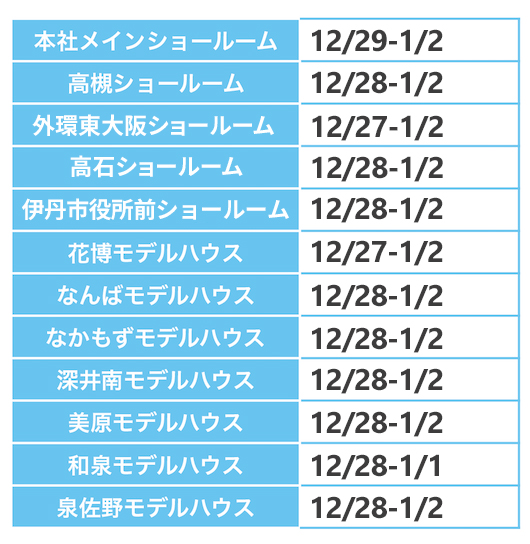 本社メインショールーム 12/29-1/2
高槻ショールーム 12/28-1/2
外環東大阪ショールーム 12/27-1/2
高石ショールーム 12/28-1/2
伊丹市役所前ショールーム 12/28-1/2
花博モデルハウス 12/27-1/2
なんばモデルハウス 12/28-1/2
なかもずモデルハウス 12/28-1/2
深井南モデルハウス 12/28-1/2
美原モデルハウス 12/28-1/2
和泉モデルハウス 12/28-1/1
泉佐野モデルハウス 12/28-1/2